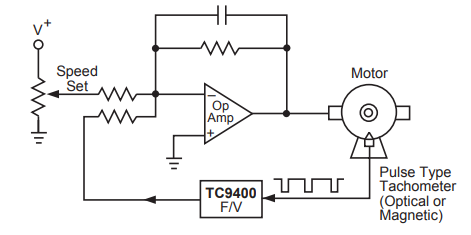 V+
Speed
Set
−
Op
Amp
+
Motor
TC9400
F/V
Pulse Type
Tachometer
(Optical or
Magnetic)